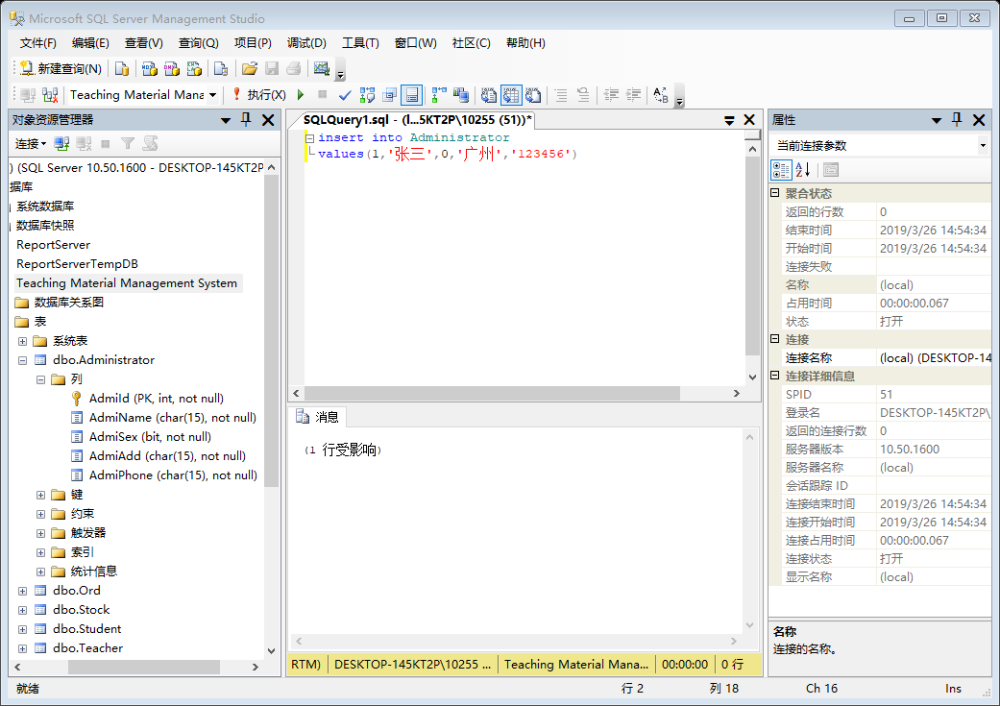 Microsoft SQL Server Management Studio
文件(F) 编辑(E) 查看(V) 查询(Q) 项目(P) 调试(D) 工具(T) 窗口(W) 社区(C) 帮助(H)
新建查询(N)
Teaching Material Mana 执行(X)
对象资源管理器
连接
) (SQL Server 10.50.1600 - DESKTOP-145KT2P
据库
系统数据库
数据库快照
ReportServer
ReportServerTempDB
Teaching Material Management System
数据库关系图
表
系统表
dbo.Administrator
列
AdmiId (PK, int, not null)
AdmiName (char(15), not null)
AdmiSex (bit, not null)
AdmiAdd (char(15), not null)
AdmiPhone (char(15), not null)
键
约束
触发器
索引
统计信息
dbo.Ord
dbo.Stock
dbo.Student
dbo.Teacher
SQLQuery1.sql - (l...5KT2P\10255 (51))*
insert into Administrator
values(1,'张三',0,'广州','123456')
消息
(1 行受影响)
RTM) DESKTOP-145KT2P\10255 ... Teaching Material Mana... 00:00:00 0 行
属性
当前连接参数
聚合状态
返回的行数 0
结束时间 2019/3/26 14:54:34
开始时间 2019/3/26 14:54:34
连接失败
名称 (local)
占用时间 00:00:00.067
状态 打开
连接
连接名称 (local) (DESKTOP-14
连接详细信息
SPID 51
登录名 DESKTOP-145KT2P\
返回的连接行数 0
服务器版本 10.50.1600
服务器名称 (local)
会话跟踪 ID
连接结束时间 2019/3/26 14:54:34
连接开始时间 2019/3/26 14:54:34
连接占用时间 00:00:00.067
连接状态 打开
显示名称 (local)
名称
连接的名称。
就绪 行 2 列 18 Ch 16 Ins